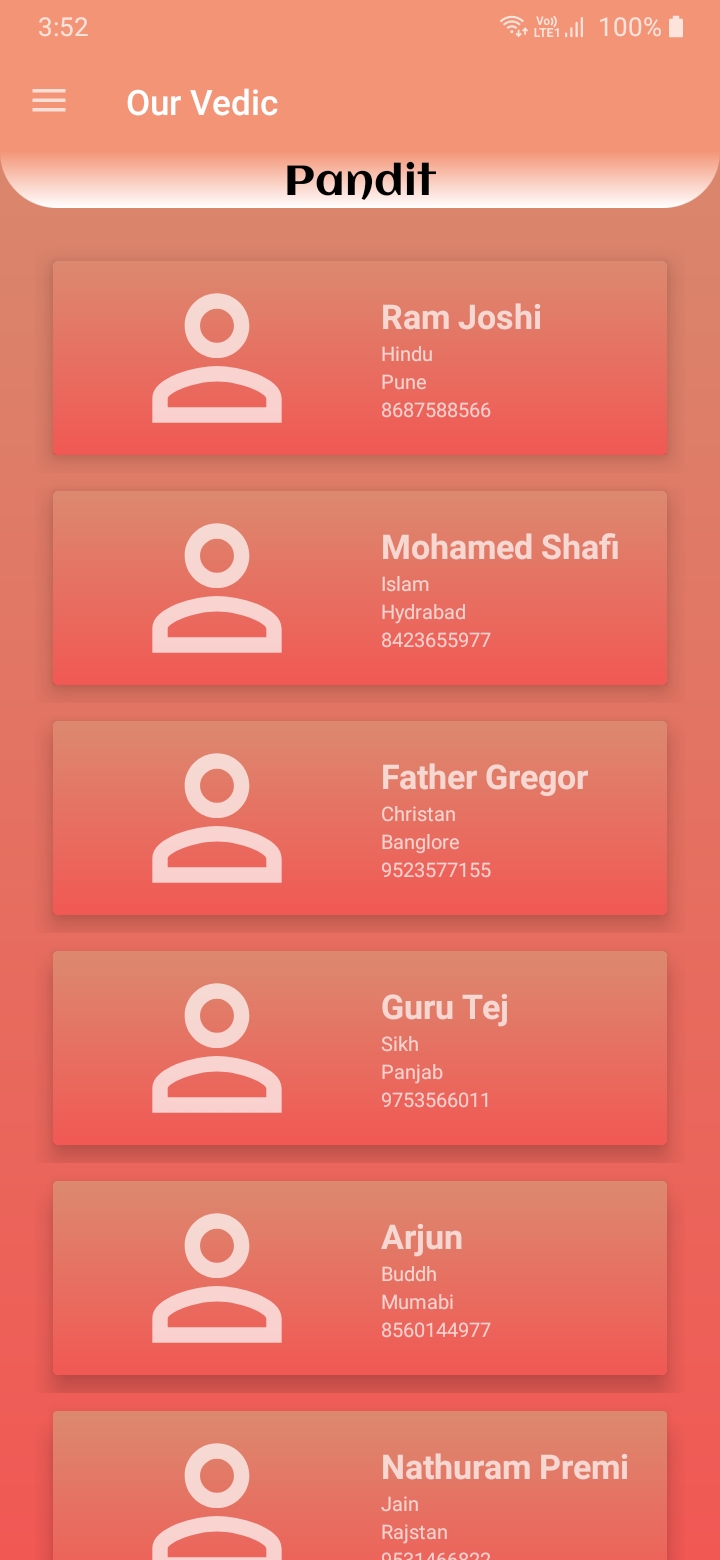 3:52 Vo)) LTE1 100%
Our Vedic
Pandit
Ram Joshi
Hindu
Pune
8687588566
Mohamed Shafi
Islam
Hydrabad
8423655977
Father Gregor
Christan
Banglore
9523577155
Guru Tej
Sikh
Panjab
9753566011
Arjun
Buddh
Mumabi
8560144977
Nathuram Premi
Jain
Rajstan
9531466822